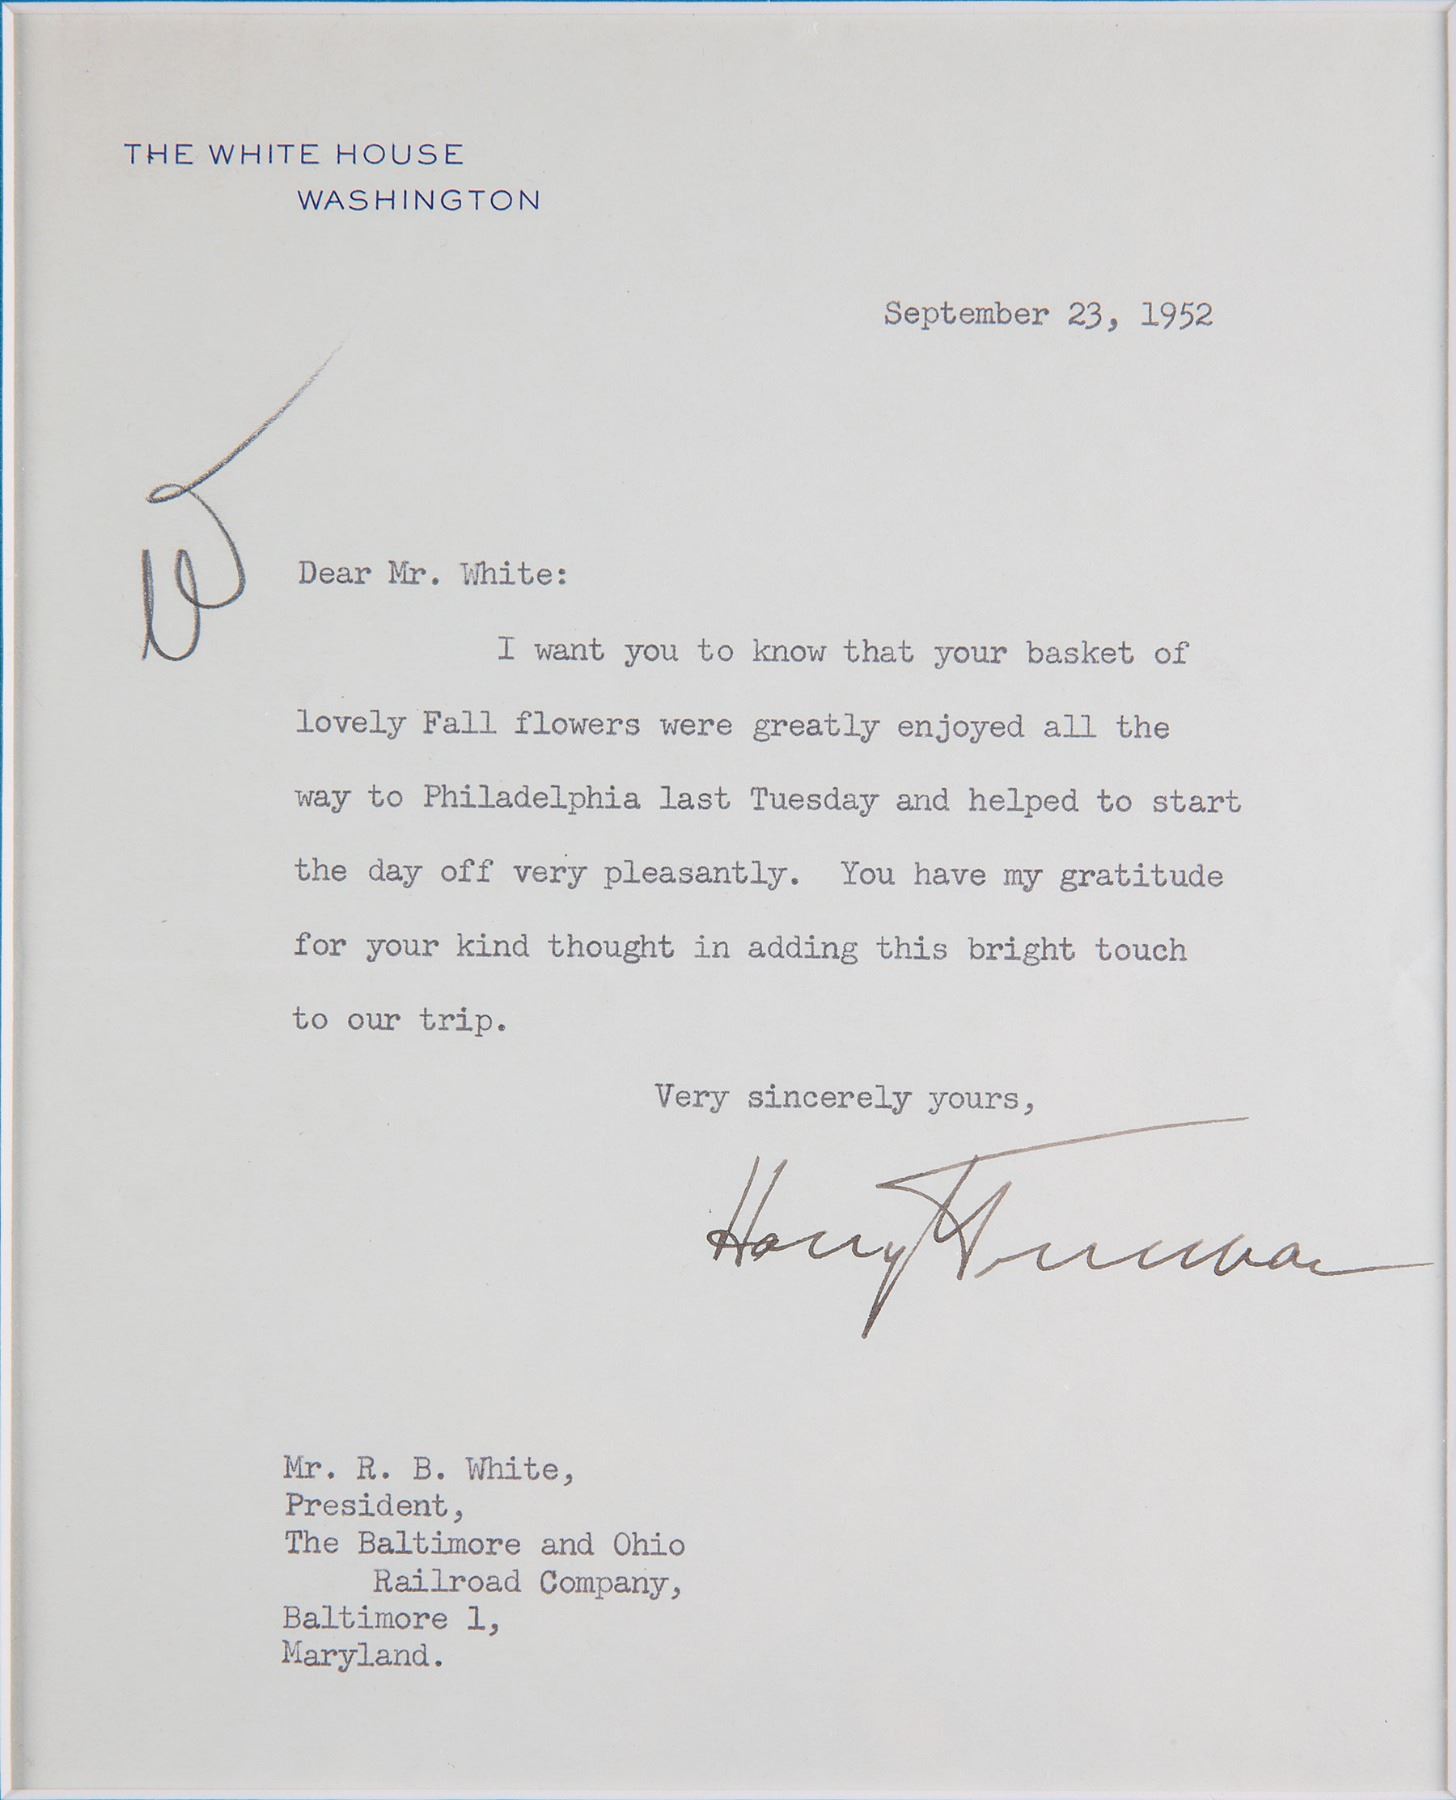 THE WHITE HOUSE
WASHINGTON
September 23, 1952
W
Dear Mr. White:
I want you to know that your basket of
lovely Fall flowers were greatly enjoyed all the
way to Philadelphia last Tuesday and helped to start
the day off very pleasantly. You have my gratitude
for your kind thought in adding this bright touch
to our trip.
Very sincerely yours,
Harry Truman
Mr. R. B. White,
President,
The Baltimore and Ohio
Railroad Company,
Baltimore 1,
Maryland.